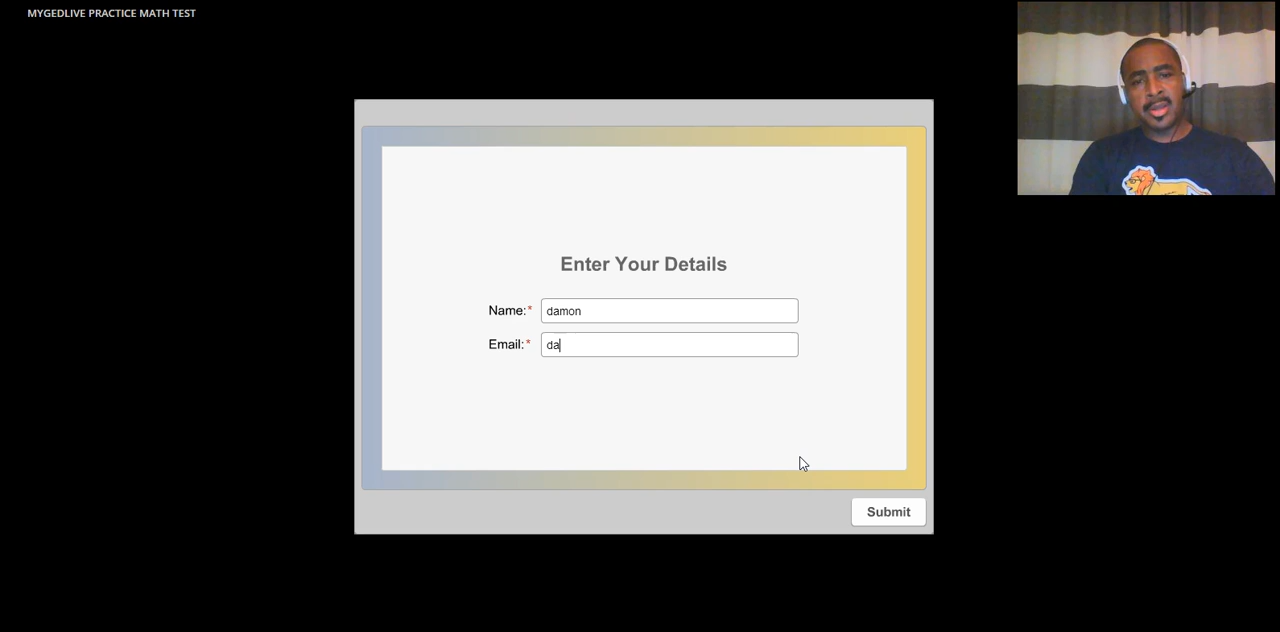 MYGEDLIVE PRACTICE MATH TEST
Enter Your Details
Name:* damon
Email:* da
Submit